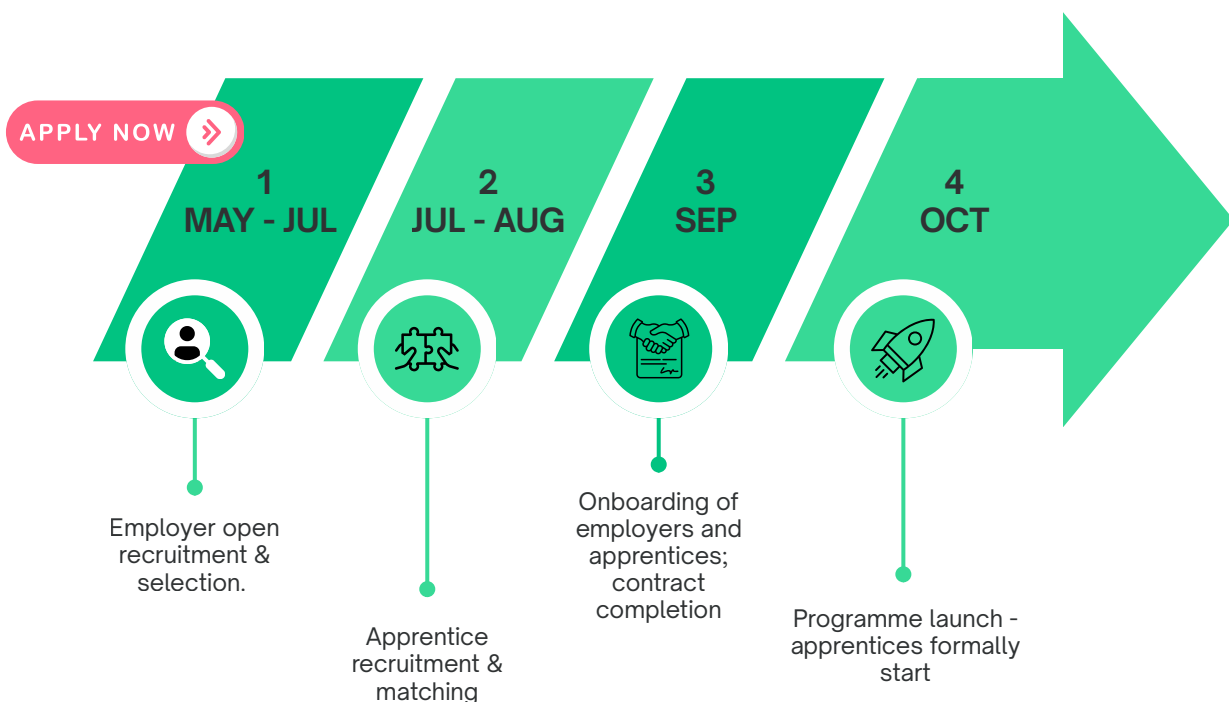 APPLY NOW
1
MAY - JUL
2
JUL - AUG
3
SEP
4
OCT
Employer open
recruitment &
selection.
Apprentice
recruitment &
matching
Onboarding of
employers and
apprentices;
contract
completion
Programme launch -
apprentices formally
start